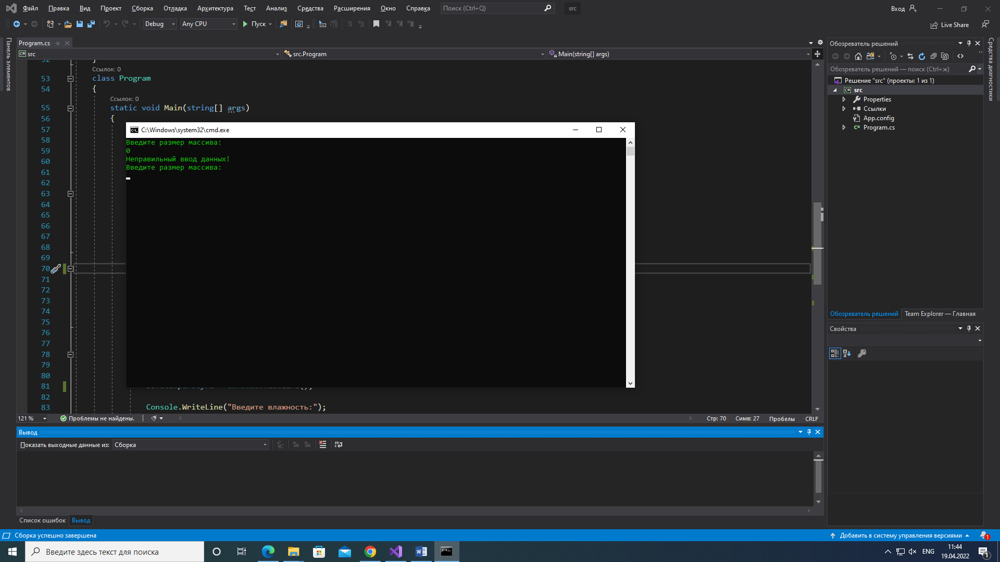 Файл Правка Вид Проект Сборка Отладка Архитектура Тест Анализ Средства Расширения Окно Справка Поиск (Ctrl+Q) src Вход
Debug Any CPU Пуск Live Share
Панель элементов
Program.cs
src src.Program Main(string[] args)
52 }
Ссылок: 0
53 class Program
54 {
Ссылок: 0
55 static void Main(string[] args)
56 {
57
58
59
60
61
62
63
64
65
66
67
68
69
70
71
72
73
74
75
76
77
78
79
80
81
82
83 Console.WriteLine("Введите влажность:");
C:\Windows\system32\cmd.exe
Введите размер массива:
0
Неправильный ввод данных!
Введите размер массива:
121 % Проблемы не найдены. Стр: 70 Симв: 27 Пробелы CRLF
Вывод
Показать выходные данные из: Сборка
Список ошибок Вывод
Обозреватель решений
Обозреватель решений — поиск (Ctrl+ж)
Решение "src" (проекты: 1 из 1)
src
Properties
Ссылки
App.config
Program.cs
Обозреватель решений Team Explorer — Главная
Свойства
Средства диагностики
Сборка успешно завершена Добавить в систему управления версиями 1
Введите здесь текст для поиска ENG 11:44
19.04.2022 1